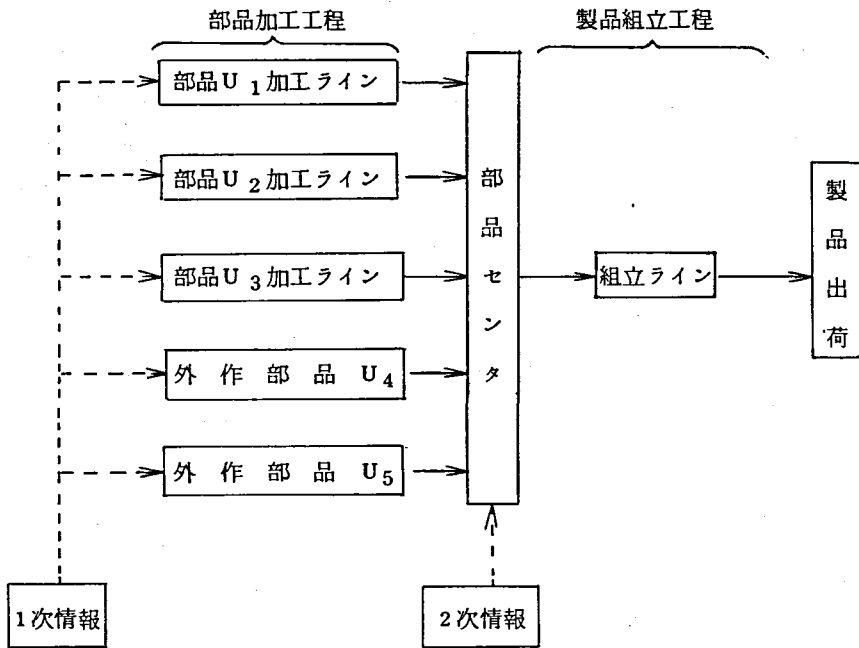 部品加工工程
製品組立工程
部品U1加工ライン
部品U2加工ライン
部品U3加工ライン
外作部品U4
外作部品U5
部品センタ
組立ライン
製品出荷
1次情報
2次情報